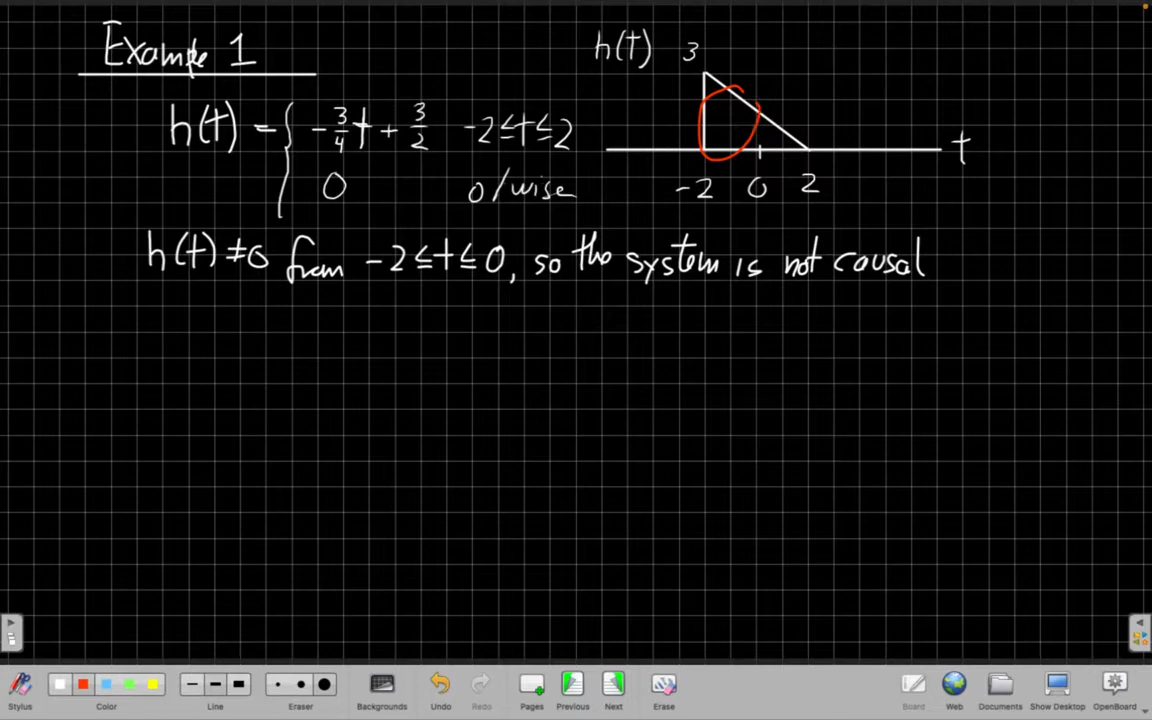 Example 1
h(t) = { -3/4 t + 3/2   -2≤t≤2
0   o/wise
h(t) 3
t
-2 0 2
h(t) ≠0 from -2≤t≤0, so the system is not causal
Stylus Color Line Eraser Backgrounds Undo Redo Pages Previous Next Erase Board Web Documents Show Desktop OpenBoard